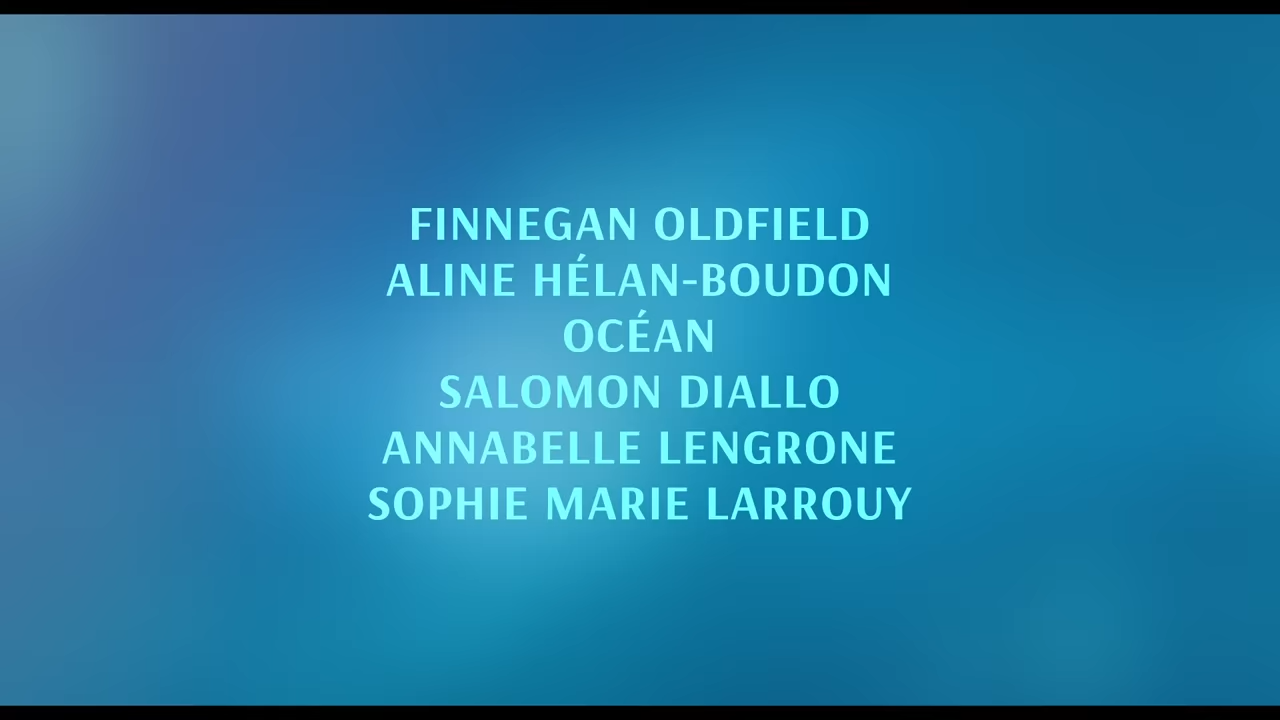 FINNEGAN OLDFIELD
ALINE HÉLAN-BOUDON
OCÉAN
SALOMON DIALLO
ANNABELLE LENGRONE
SOPHIE MARIE LARROUY